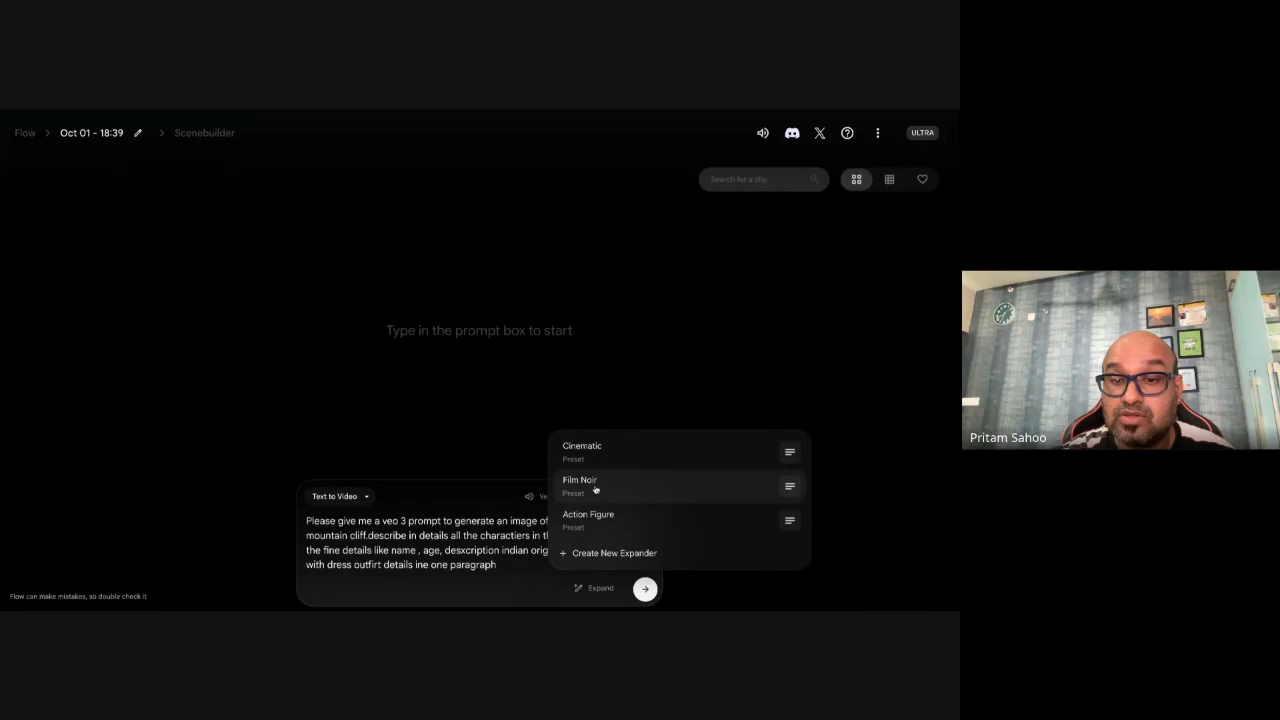 Flow > Oct 01 - 18:39 > Scenebuilder
ULTRA
Search for a clip
Type in the prompt box to start
Cinematic
Preset
Film Noir
Preset
Action Figure
Preset
+ Create New Expander
Text to Video
Please give me a veo 3 prompt to generate an image of
mountain cliff.describe in details all the charactiers in
the fine details like name , age, desxcription indian
with dress outfirt details ine one paragraph
Expand
Flow can make mistakes, so double check it
Pritam Sahoo